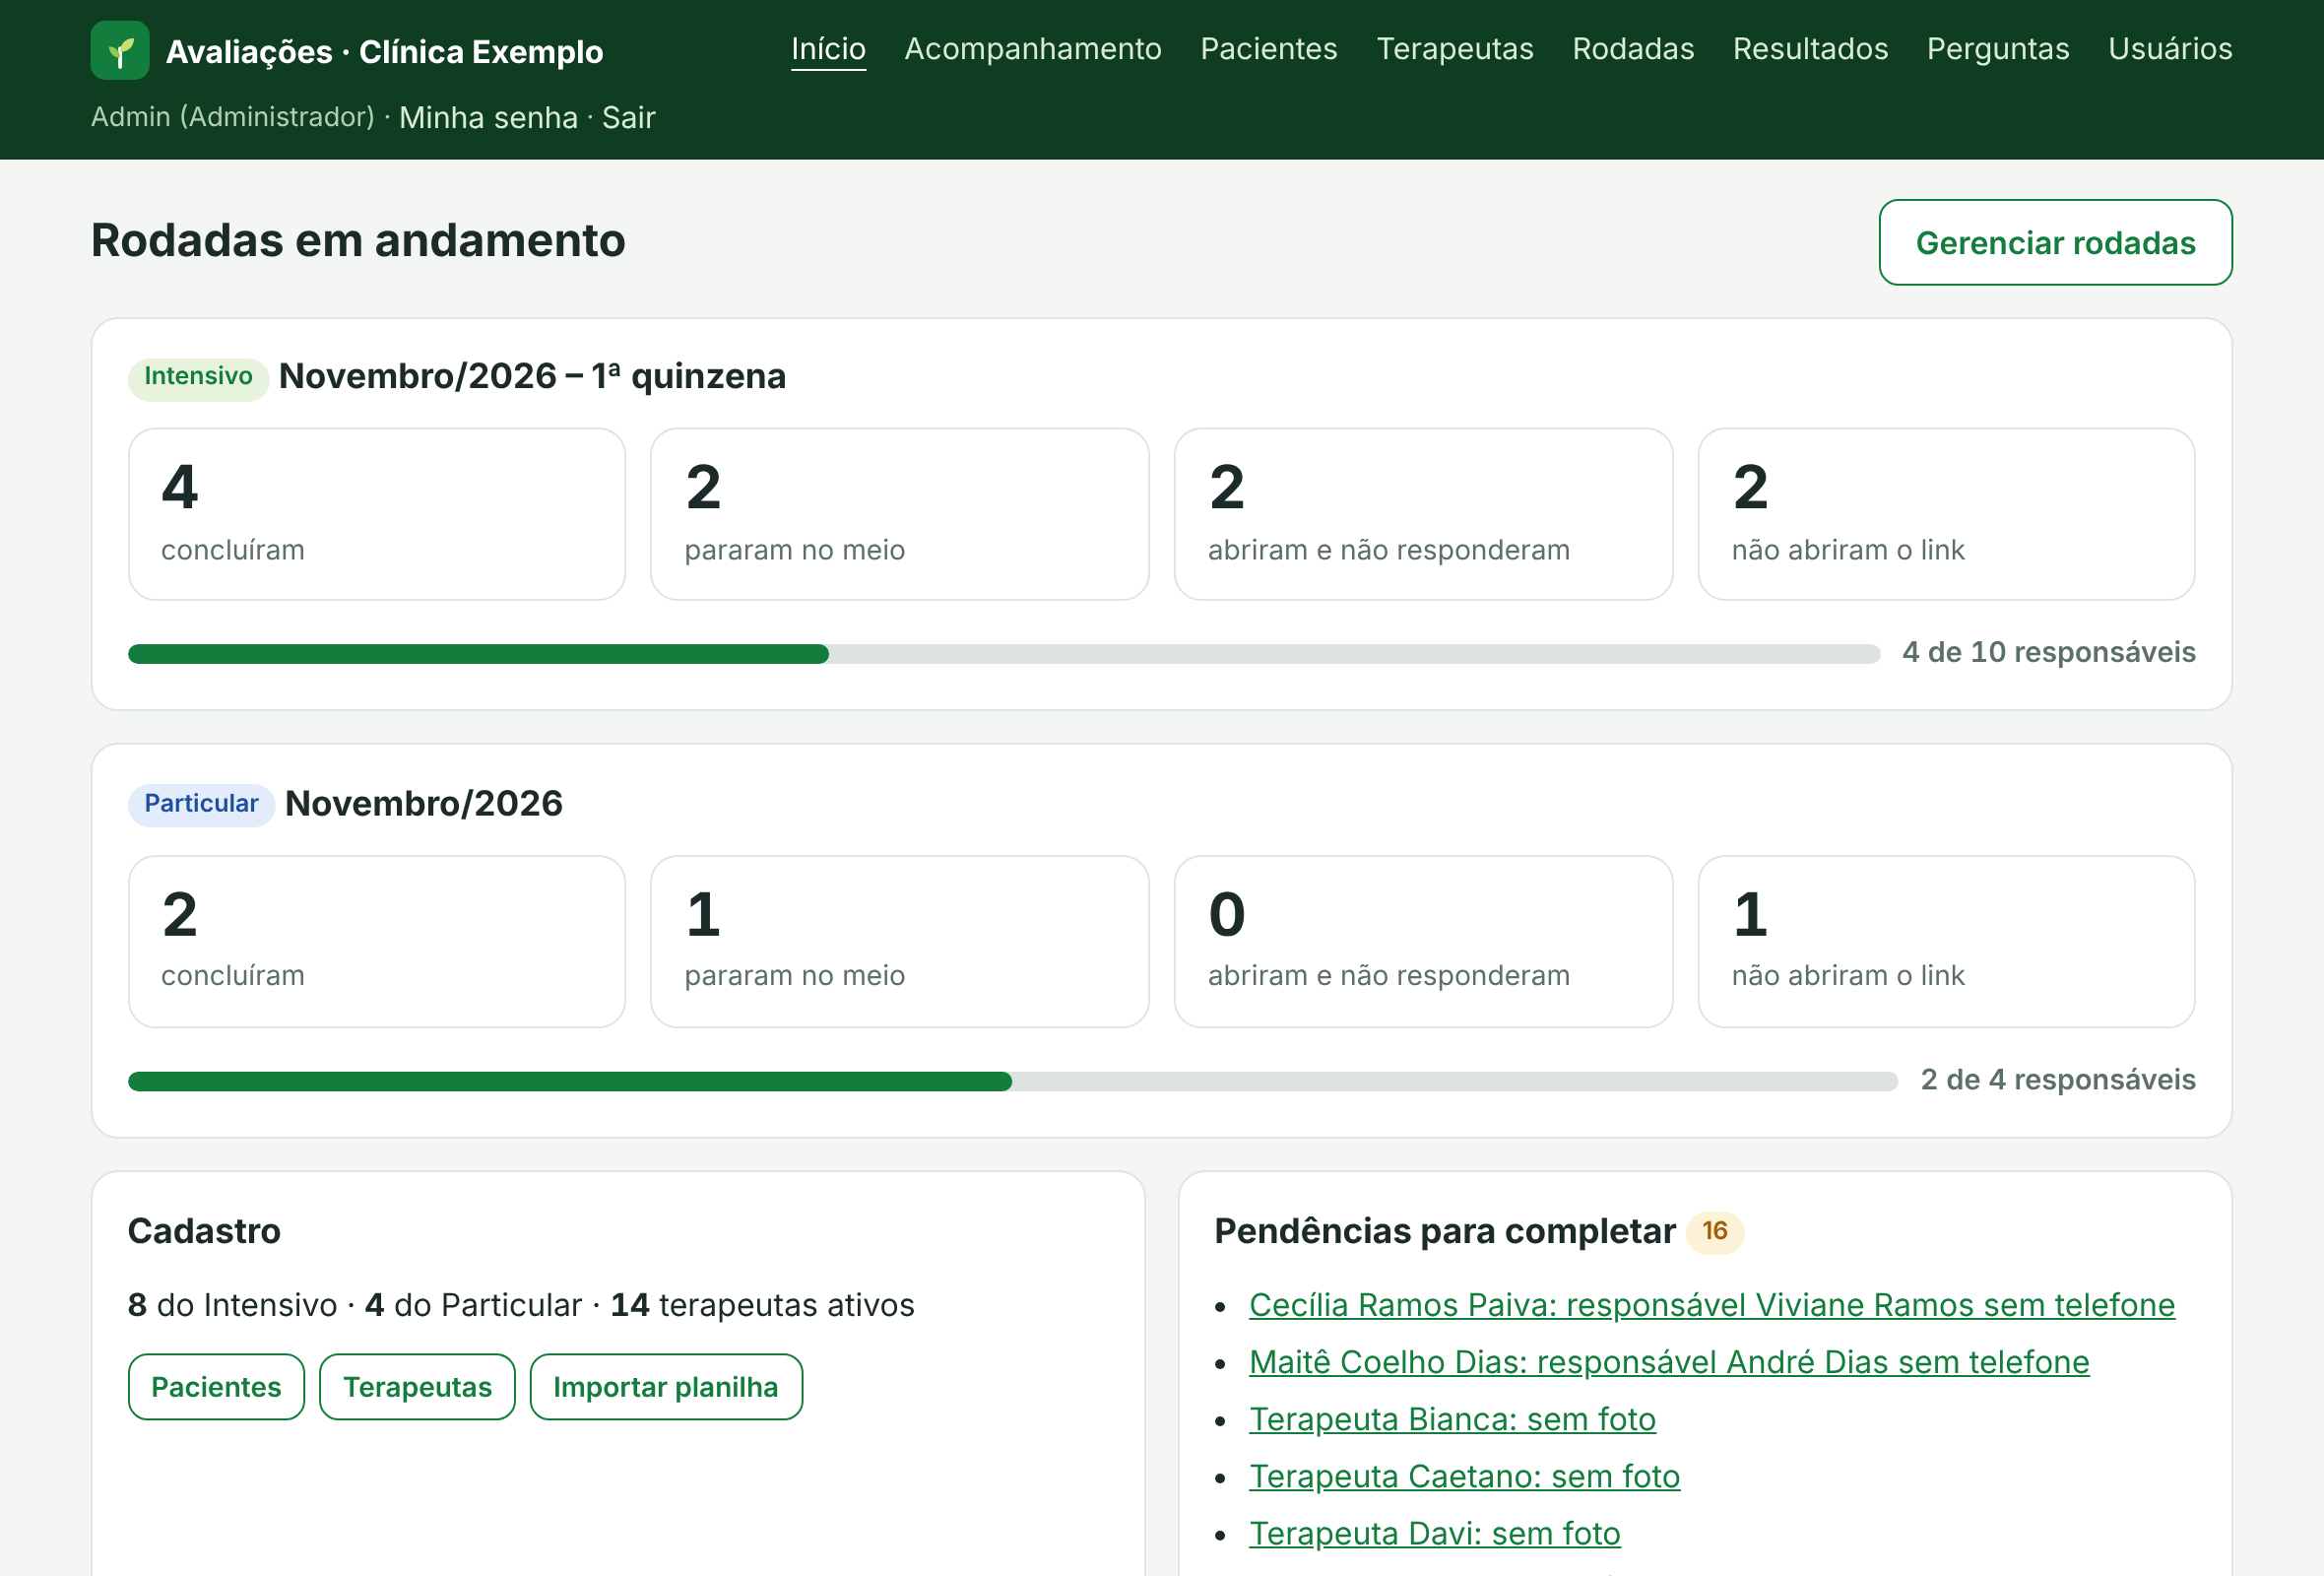 Avaliações · Clínica Exemplo
Início Acompanhamento Pacientes Terapeutas Rodadas Resultados Perguntas Usuários
Admin (Administrador) · Minha senha · Sair
Rodadas em andamento
Gerenciar rodadas
Intensivo Novembro/2026 – 1ª quinzena
4
concluíram
2
pararam no meio
2
abriram e não responderam
2
não abriram o link
4 de 10 responsáveis
Particular Novembro/2026
2
concluíram
1
pararam no meio
0
abriram e não responderam
1
não abriram o link
2 de 4 responsáveis
Cadastro
8 do Intensivo · 4 do Particular · 14 terapeutas ativos
Pacientes Terapeutas Importar planilha
Pendências para completar 16
Cecília Ramos Paiva: responsável Viviane Ramos sem telefone
Maitê Coelho Dias: responsável André Dias sem telefone
Terapeuta Bianca: sem foto
Terapeuta Caetano: sem foto
Terapeuta Davi: sem foto